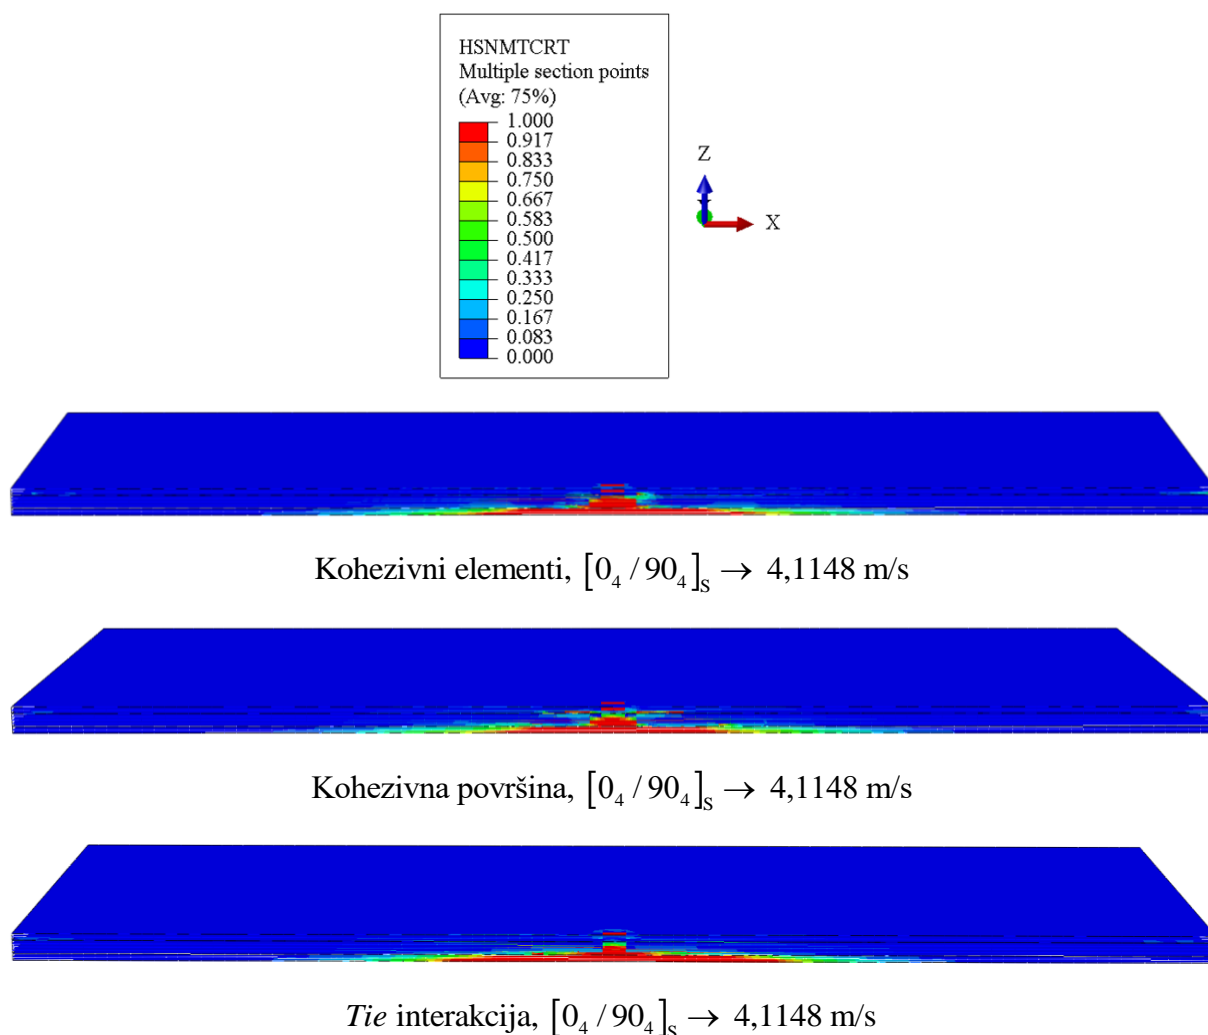 HSNMTCRT
Multiple section points
(Avg: 75%)
1.000
0.917
0.833
0.750
0.667
0.583
0.500
0.417
0.333
0.250
0.167
0.083
0.000
Z
X
Kohezivni elementi, [0₄ / 90₄]ₛ → 4,1148 m/s
Kohezivna površina, [0₄ / 90₄]ₛ → 4,1148 m/s
Tie interakcija, [0₄ / 90₄]ₛ → 4,1148 m/s